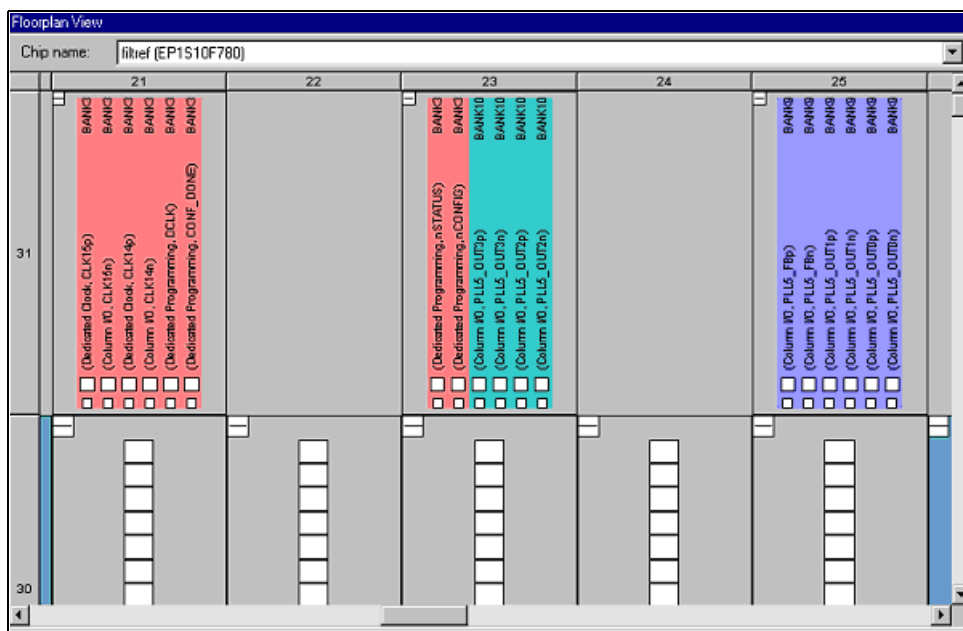 Floorplan View
Chip name: filtref (EP1S10F780)
21 22 23 24 25
31
BANK3 (Dedicated Clock, CLK15p)
BANK3 (Column I/O, CLK15n)
BANK3 (Dedicated Clock, CLK14p)
BANK3 (Column I/O, CLK14n)
BANK3 (Dedicated Programming, DCLK)
BANK3 (Dedicated Programming, CONF_DONE)
BANK3 (Dedicated Programming, nSTATUS)
BANK3 (Dedicated Programming, nCONFIG)
BANK10 (Column I/O, PLL5_OUT3p)
BANK10 (Column I/O, PLL5_OUT3n)
BANK10 (Column I/O, PLL5_OUT2p)
BANK10 (Column I/O, PLL5_OUT2n)
BANK9 (Column I/O, PLL5_FBp)
BANK9 (Column I/O, PLL5_FBn)
BANK9 (Column I/O, PLL5_OUT1p)
BANK9 (Column I/O, PLL5_OUT1n)
BANK9 (Column I/O, PLL5_OUT0p)
BANK9 (Column I/O, PLL5_OUT0n)
30